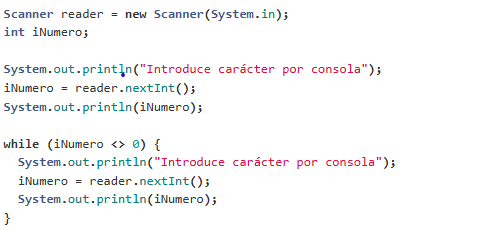 Scanner reader = new Scanner(System.in);
int iNumero;
System.out.println("Introduce carácter por consola");
iNumero = reader.nextInt();
System.out.println(iNumero);
while (iNumero <> 0) {
System.out.println("Introduce carácter por consola");
iNumero = reader.nextInt();
System.out.println(iNumero);
}